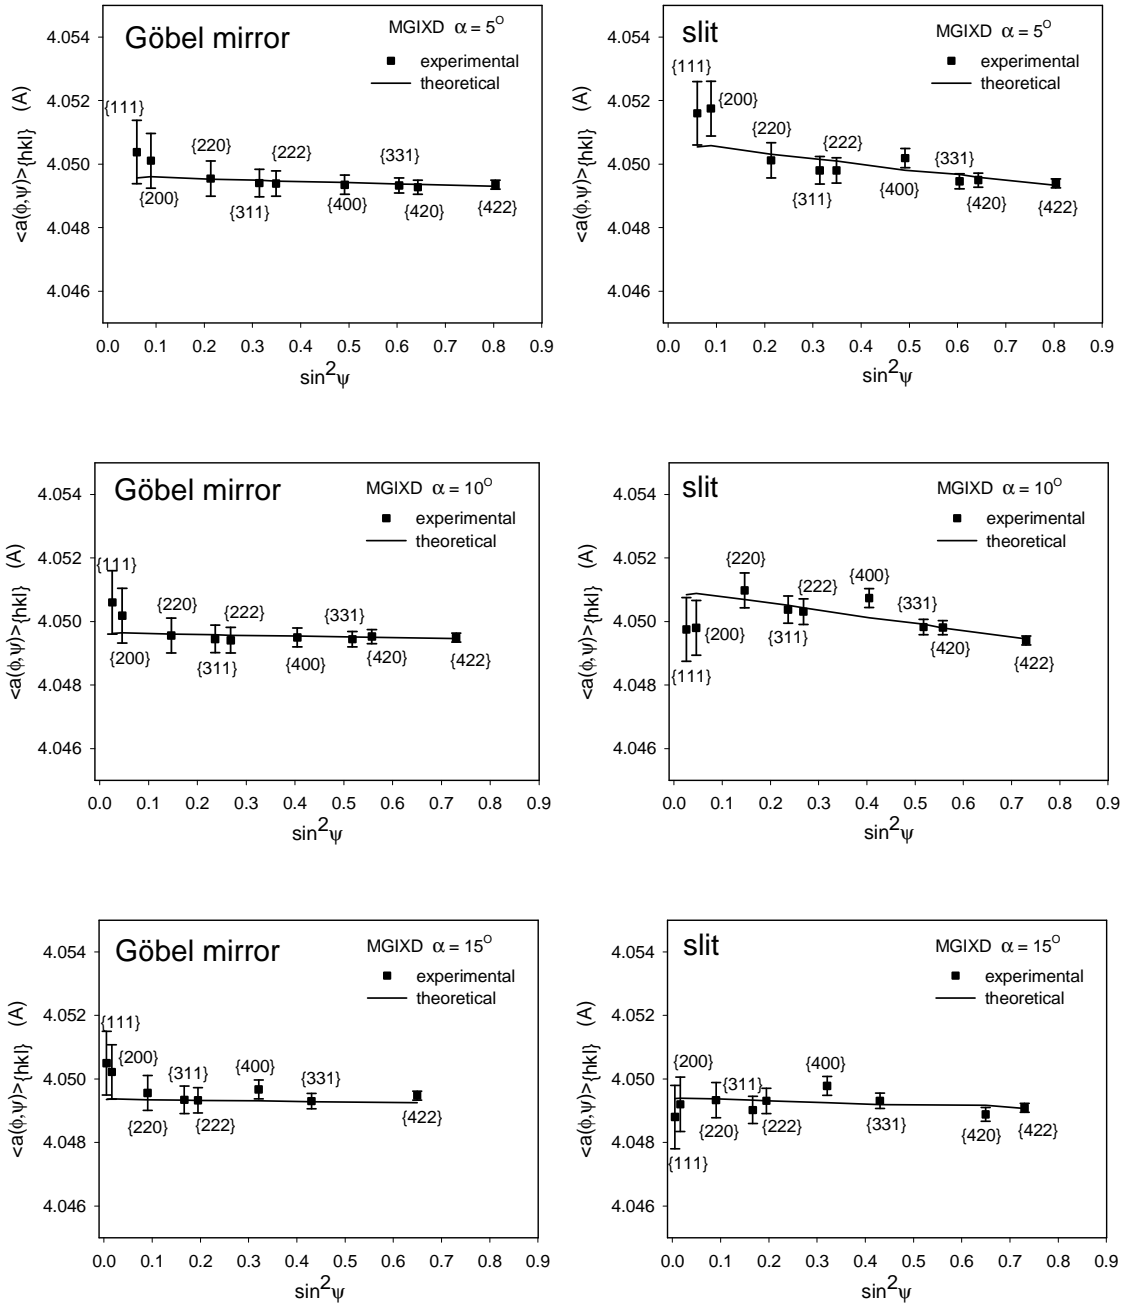 Göbel mirror
MGIXD α = 5°
experimental
theoretical
<a(ϕ,ψ)>{hkl} (A)
4.054
4.052
4.050
4.048
4.046
{111}
{200}
{220}
{311}
{222}
{400}
{331}
{420}
{422}
0.0 0.1 0.2 0.3 0.4 0.5 0.6 0.7 0.8 0.9
sin²ψ
slit
MGIXD α = 5°
experimental
theoretical
<a(ϕ,ψ)>{hkl} (A)
4.054
4.052
4.050
4.048
4.046
{111}
{200}
{220}
{311}
{222}
{400}
{331}
{420}
{422}
0.0 0.1 0.2 0.3 0.4 0.5 0.6 0.7 0.8 0.9
sin²ψ
Göbel mirror
MGIXD α = 10°
experimental
theoretical
<a(ϕ,ψ)>{hkl} (A)
4.054
4.052
4.050
4.048
4.046
{111}
{200}
{220}
{311}
{222}
{400}
{331}
{420}
{422}
0.0 0.1 0.2 0.3 0.4 0.5 0.6 0.7 0.8 0.9
sin²ψ
slit
MGIXD α = 10°
experimental
theoretical
<a(ϕ,ψ)>{hkl} (A)
4.054
4.052
4.050
4.048
4.046
{111}
{200}
{220}
{311}
{222}
{400}
{331}
{420}
{422}
0.0 0.1 0.2 0.3 0.4 0.5 0.6 0.7 0.8 0.9
sin²ψ
Göbel mirror
MGIXD α = 15°
experimental
theoretical
<a(ϕ,ψ)>{hkl} (A)
4.054
4.052
4.050
4.048
4.046
{111}
{200}
{220}
{311}
{222}
{400}
{331}
{422}
0.0 0.1 0.2 0.3 0.4 0.5 0.6 0.7 0.8 0.9
sin²ψ
slit
MGIXD α = 15°
experimental
theoretical
<a(ϕ,ψ)>{hkl} (A)
4.054
4.052
4.050
4.048
4.046
{111}
{200}
{220}
{311}
{222}
{400}
{331}
{420}
{422}
0.0 0.1 0.2 0.3 0.4 0.5 0.6 0.7 0.8 0.9
sin²ψ